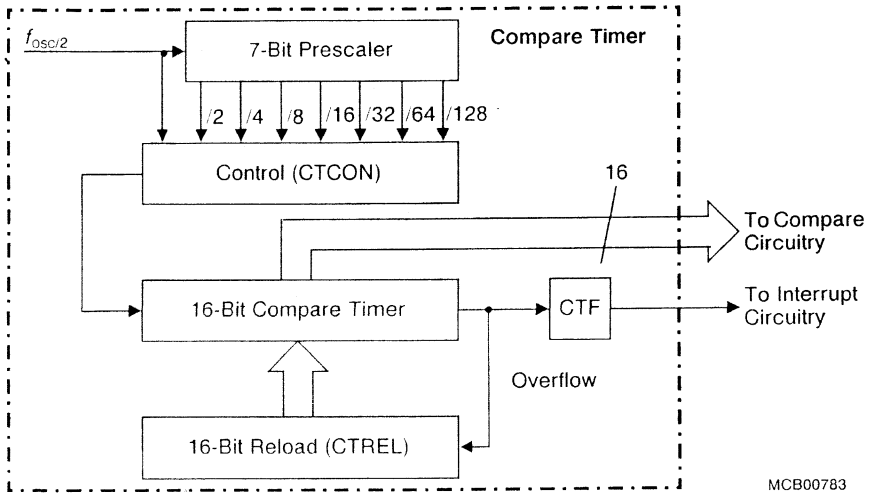 fosc/2
7-Bit Prescaler
Compare Timer
/2
/4
/8
/16
/32
/64
/128
Control (CTCON)
16
To Compare
Circuitry
16-Bit Compare Timer
CTF
To Interrupt
Circuitry
Overflow
16-Bit Reload (CTREL)
MCB00783